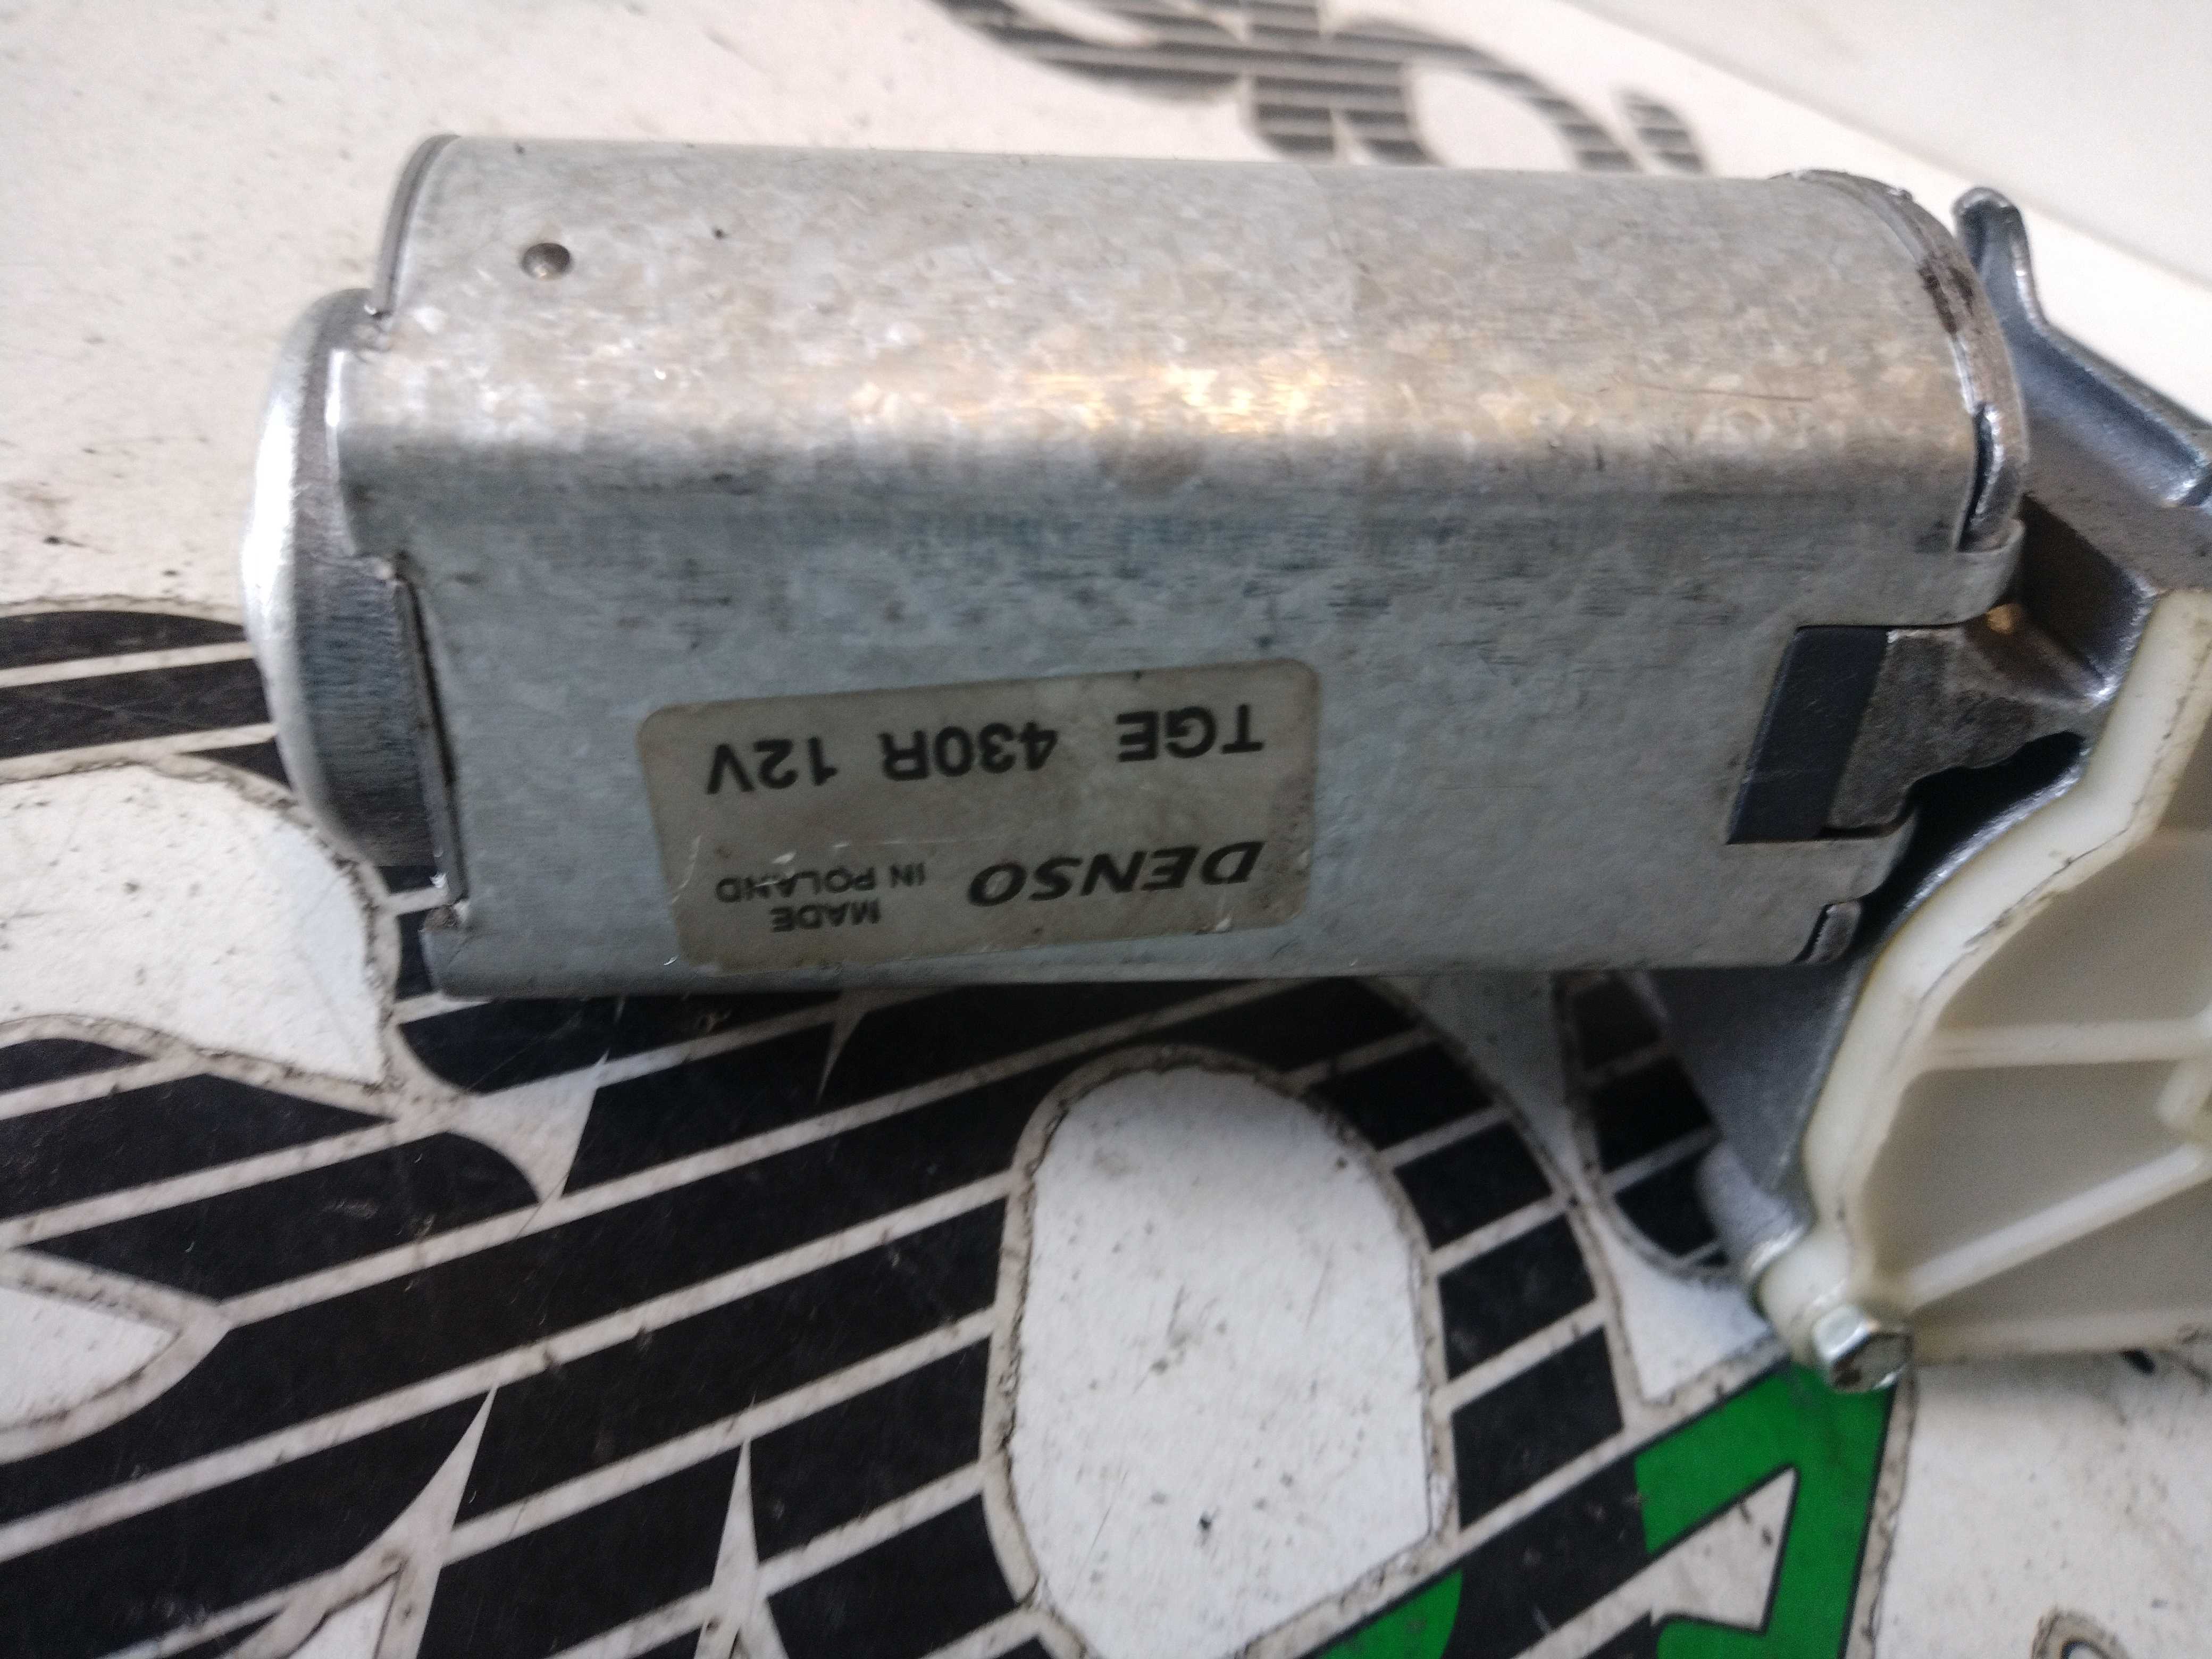 DENSO MADE IN POLAND
TGE 430R 12V